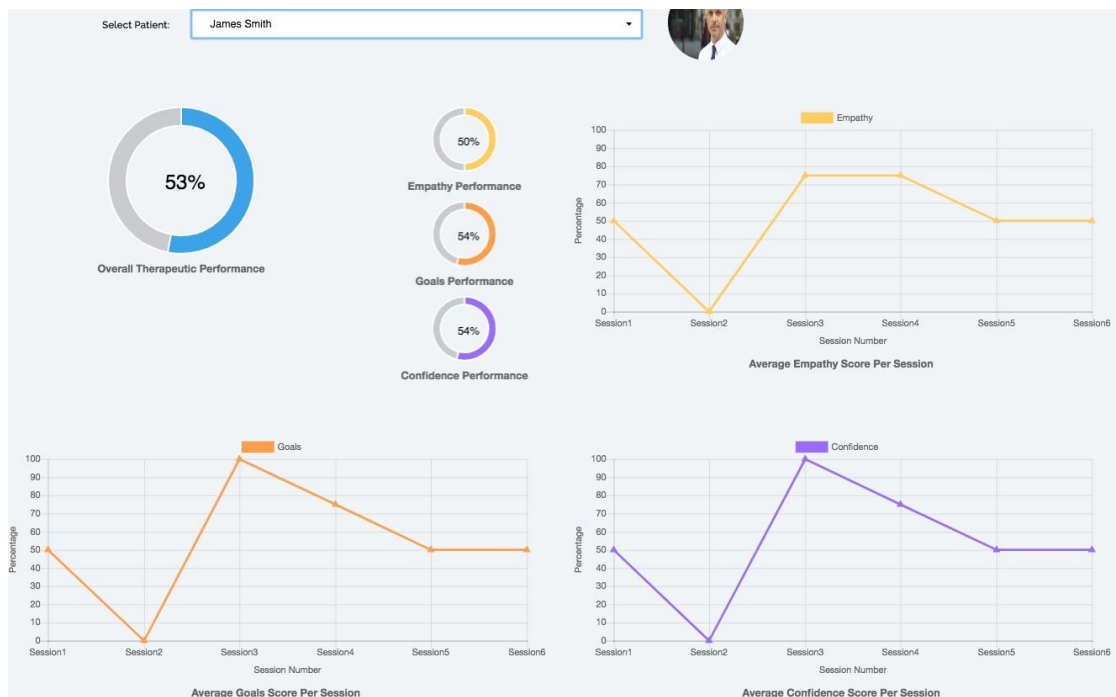 Select Patient:
James Smith
53%
Overall Therapeutic Performance
50%
Empathy Performance
54%
Goals Performance
54%
Confidence Performance
Empathy
100
90
80
70
60
50
40
30
20
10
0
Percentage
Session1 Session2 Session3 Session4 Session5 Session6
Session Number
Average Empathy Score Per Session
Goals
100
90
80
70
60
50
40
30
20
10
0
Percentage
Session1 Session2 Session3 Session4 Session5 Session6
Session Number
Average Goals Score Per Session
Confidence
100
90
80
70
60
50
40
30
20
10
0
Percentage
Session1 Session2 Session3 Session4 Session5 Session6
Session Number
Average Confidence Score Per Session